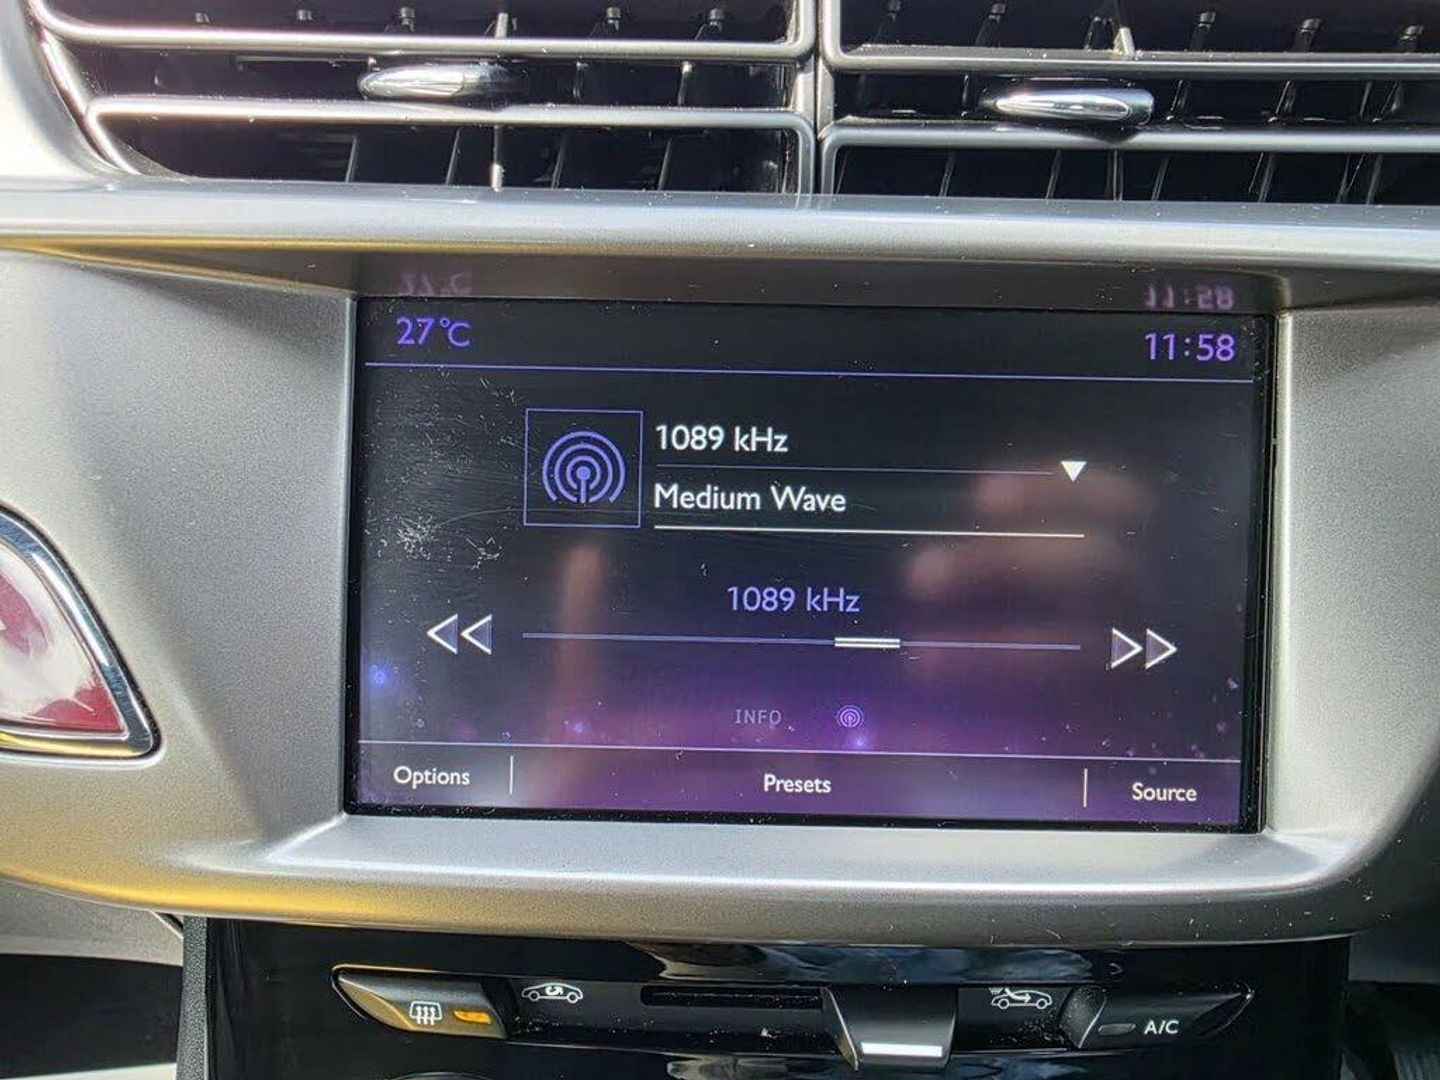 27°C
11:58
1089 kHz
Medium Wave
1089 kHz
INFO
Options
Presets
Source
A/C